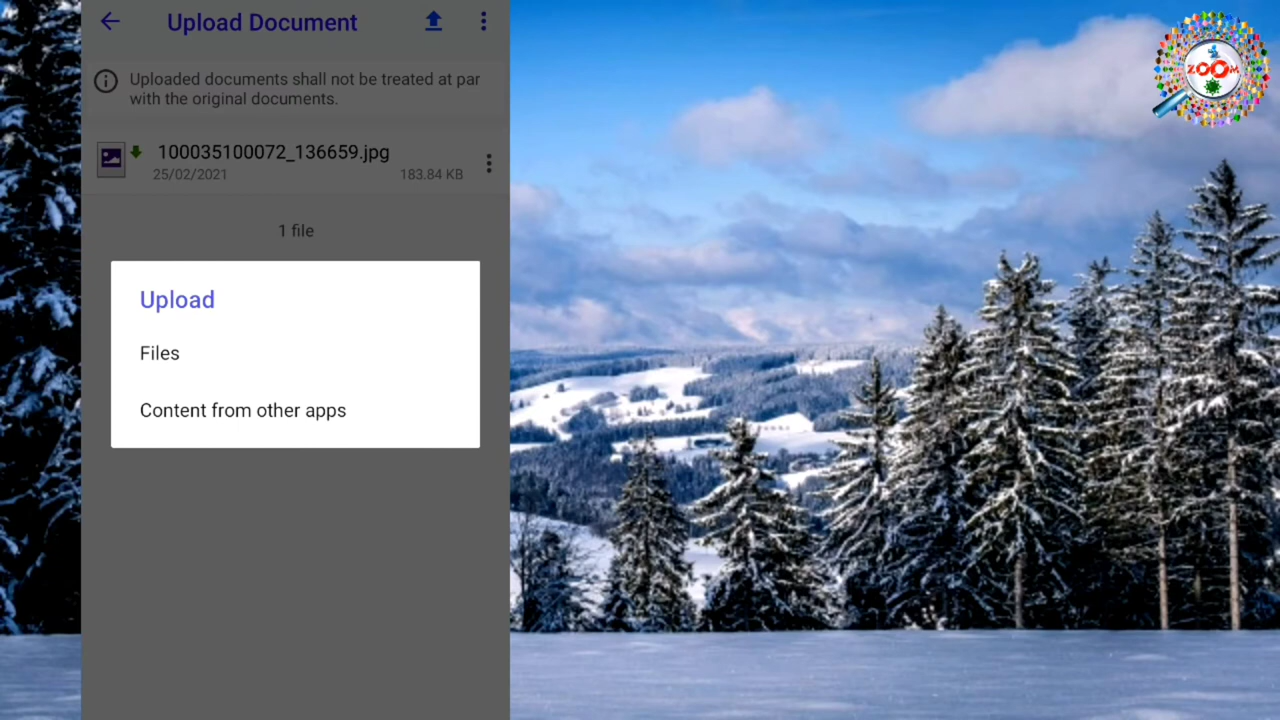 Upload Document
Uploaded documents shall not be treated at par
with the original documents.
100035100072_136659.jpg
25/02/2021
183.84 KB
1 file
Upload
Files
Content from other apps
ZOOM